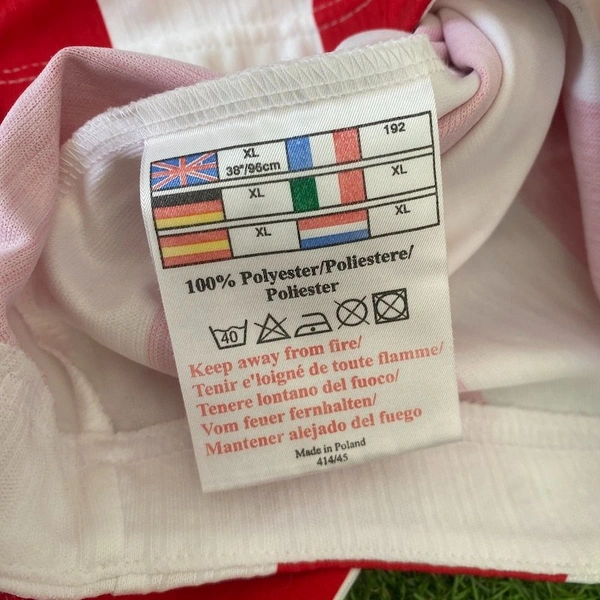 XL 192
38"/96cm
XL XL
XL XL
100% Polyester/Poliestere/
Poliester
40
Keep away from fire/
Tenir e'loigné de toute flamme/
Tenere lontano del fuoco/
Vom feuer fernhalten/
Mantener alejado del fuego
Made in Poland
414/45